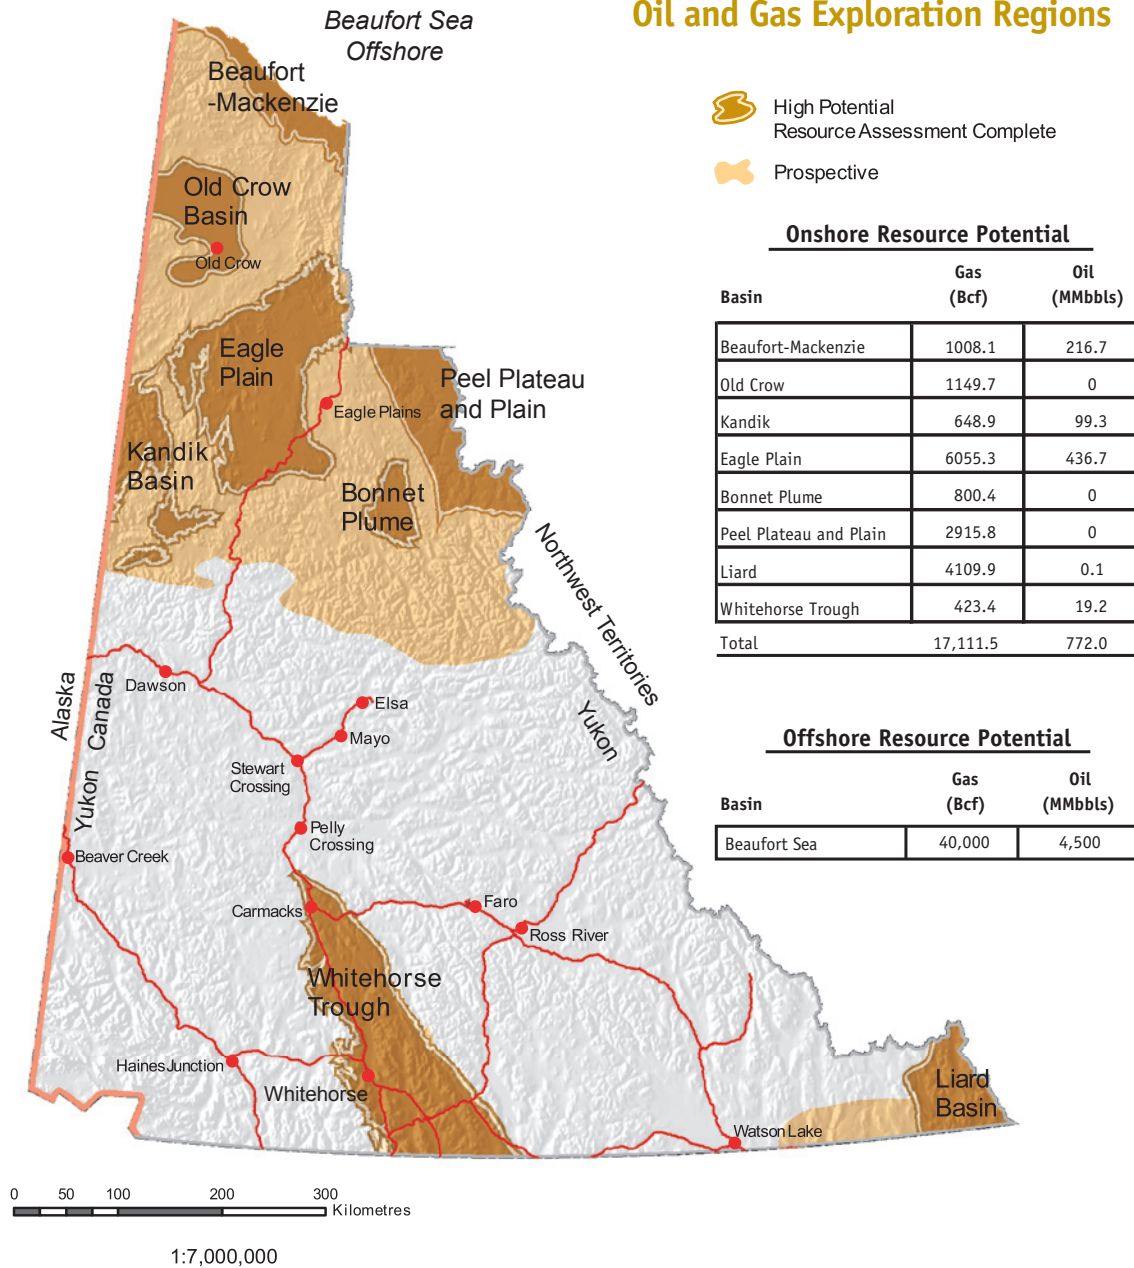 Oil and Gas Exploration Regions
Beaufort Sea
Offshore
Beaufort
-Mackenzie
High Potential
Resource Assessment Complete
Prospective
Old Crow
Basin
Old Crow
Eagle
Plain
Eagle Plains
Peel Plateau
and Plain
Kandik
Basin
Bonnet
Plume
Northwest Territories
Yukon
Alaska
Yukon Canada
Dawson
Elsa
Mayo
Stewart
Crossing
Pelly
Crossing
Beaver Creek
Carmacks
Faro
Ross River
Whitehorse
Trough
Haines Junction
Whitehorse
Watson Lake
Liard
Basin
Onshore Resource Potential
Basin Gas (Bcf) Oil (MMbbls)
Beaufort-Mackenzie 1008.1 216.7
Old Crow 1149.7 0
Kandik 648.9 99.3
Eagle Plain 6055.3 436.7
Bonnet Plume 800.4 0
Peel Plateau and Plain 2915.8 0
Liard 4109.9 0.1
Whitehorse Trough 423.4 19.2
Total 17,111.5 772.0
Offshore Resource Potential
Basin Gas (Bcf) Oil (MMbbls)
Beaufort Sea 40,000 4,500
0 50 100 200 300
Kilometres
1:7,000,000